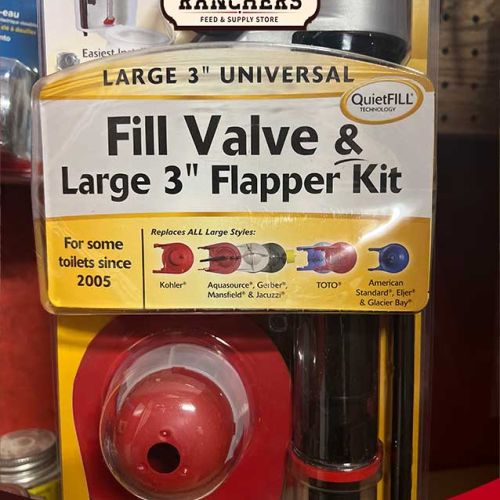 RANCHERS
FEED & SUPPLY STORE
-eau
Easiest
LARGE 3" UNIVERSAL
QuietFILL®
TECHNOLOGY
Fill Valve &
Large 3" Flapper Kit
For some
toilets since
2005
Replaces ALL Large Styles:
Kohler®
Aquasource®, Gerber®,
Mansfield® & Jacuzzi®
TOTO®
American
Standard®, Eljer®
& Glacier Bay®